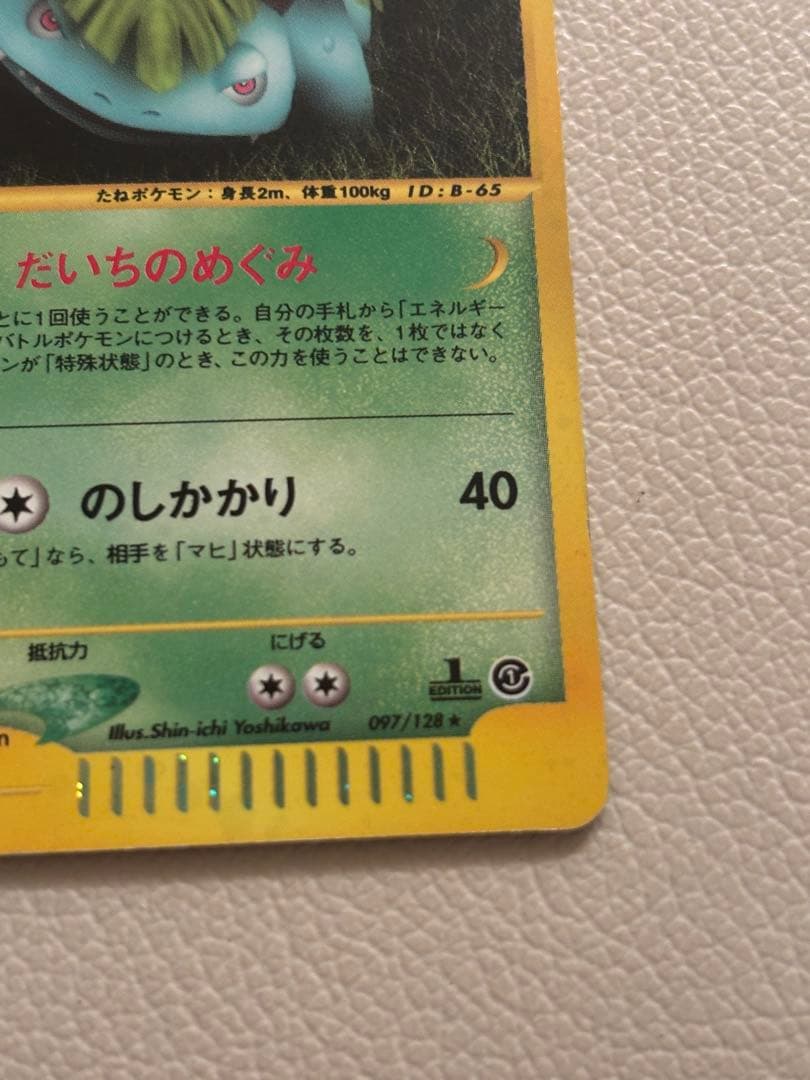 たねポケモン：身長2m、体重100kg ID：B-65
だいちのめぐみ
とに1回使うことができる。自分の手札から「エネルギー
バトルポケモンにつけるとき、その枚数を、1枚ではなく
ンが「特殊状態」のとき、この力を使うことはできない。
のしかかり 40
もて」なら、相手を「マヒ」状態にする。
抵抗力 にげる
1 EDITION
Illus.Shin-ichi Yoshikawa 097/128★
n